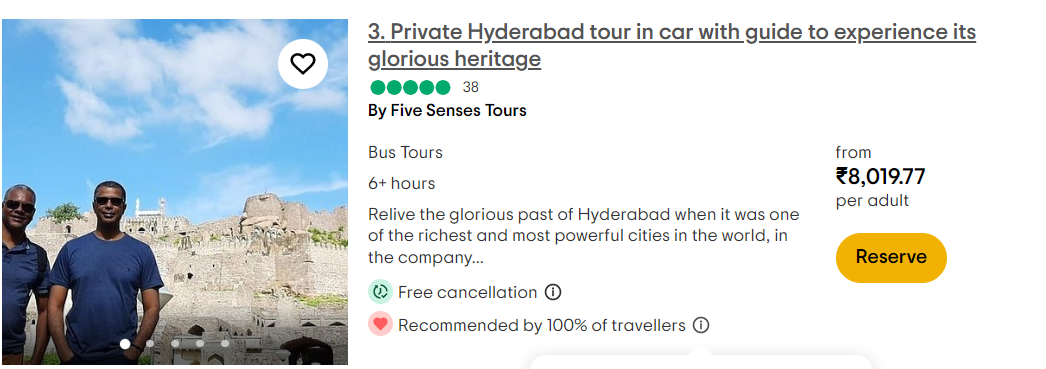 3. Private Hyderabad tour in car with guide to experience its
glorious heritage
38
By Five Senses Tours
Bus Tours
6+ hours
Relive the glorious past of Hyderabad when it was one
of the richest and most powerful cities in the world, in
the company...
Free cancellation
Recommended by 100% of travellers
from
₹8,019.77
per adult
Reserve